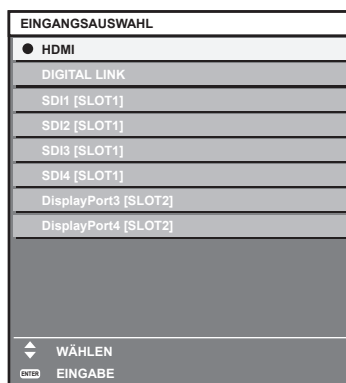 EINGANGSAUSWAHL
HDMI
DIGITAL LINK
SDI1 [SLOT1]
SDI2 [SLOT1]
SDI3 [SLOT1]
SDI4 [SLOT1]
DisplayPort3 [SLOT2]
DisplayPort4 [SLOT2]
WÄHLEN
ENTER EINGABE